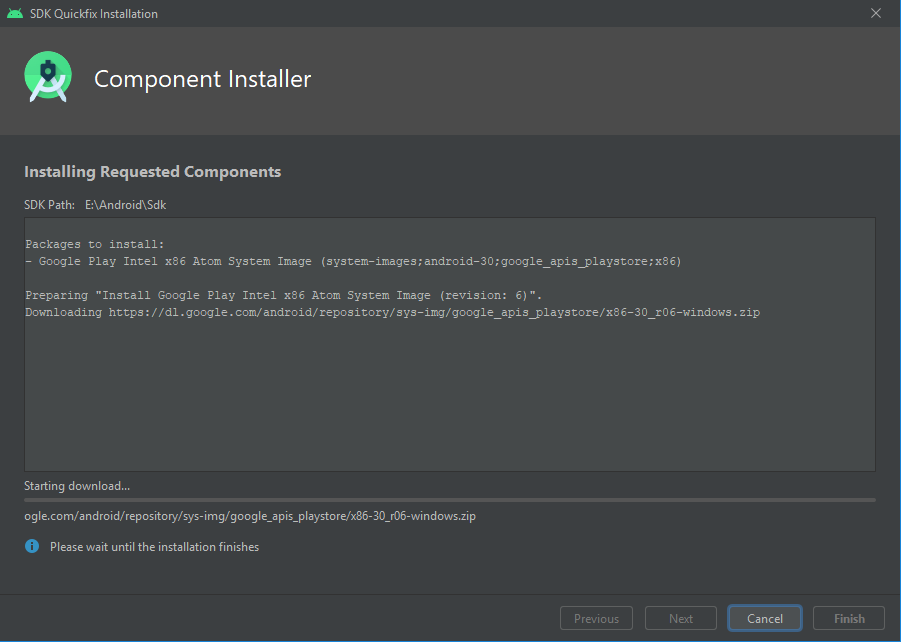 SDK Quickfix Installation
Component Installer
Installing Requested Components
SDK Path: E:\Android\Sdk
Packages to install:
- Google Play Intel x86 Atom System Image (system-images;android-30;google_apis_playstore;x86)
Preparing "Install Google Play Intel x86 Atom System Image (revision: 6)".
Downloading https://dl.google.com/android/repository/sys-img/google_apis_playstore/x86-30_r06-windows.zip
Starting download...
ogle.com/android/repository/sys-img/google_apis_playstore/x86-30_r06-windows.zip
Please wait until the installation finishes
Previous Next Cancel Finish